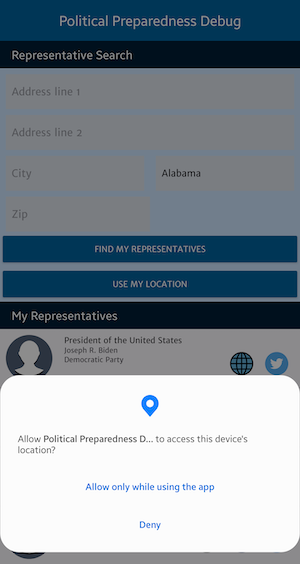 Political Preparedness Debug
Representative Search
Address line 1
Address line 2
City
Alabama
Zip
FIND MY REPRESENTATIVES
USE MY LOCATION
My Representatives
President of the United States
Joseph R. Biden
Democratic Party
Allow Political Preparedness D... to access this device's
location?
Allow only while using the app
Deny